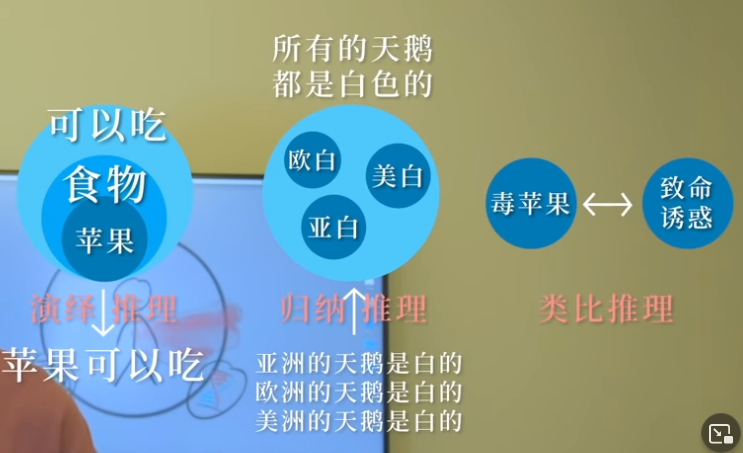 所有的天鹅
都是白色的
可以吃
食物
苹果
欧白
美白
亚白
毒苹果
致命
诱惑
演绎推理
归纳推理
类比推理
苹果可以吃
亚洲的天鹅是白的
欧洲的天鹅是白的
美洲的天鹅是白的